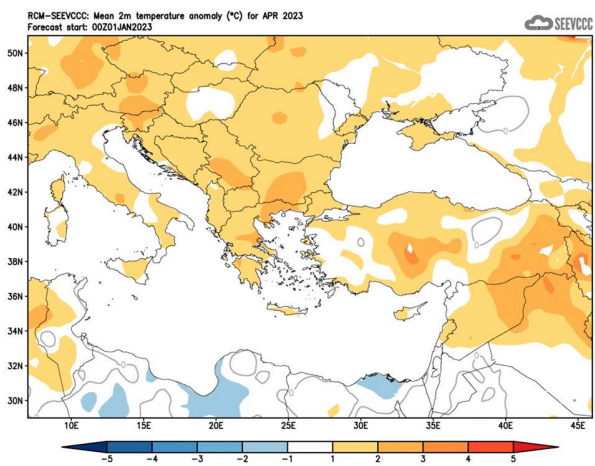 RCM-SEEVCCC: Mean 2m temperature anomaly (°C) for APR 2023
Forecast start: 00Z01JAN2023
SEEVCCC
50N
48N
46N
44N
42N
40N
38N
36N
34N
32N
30N
10E 15E 20E 25E 30E 35E 40E 45E
-5 -4 -3 -2 -1 1 2 3 4 5